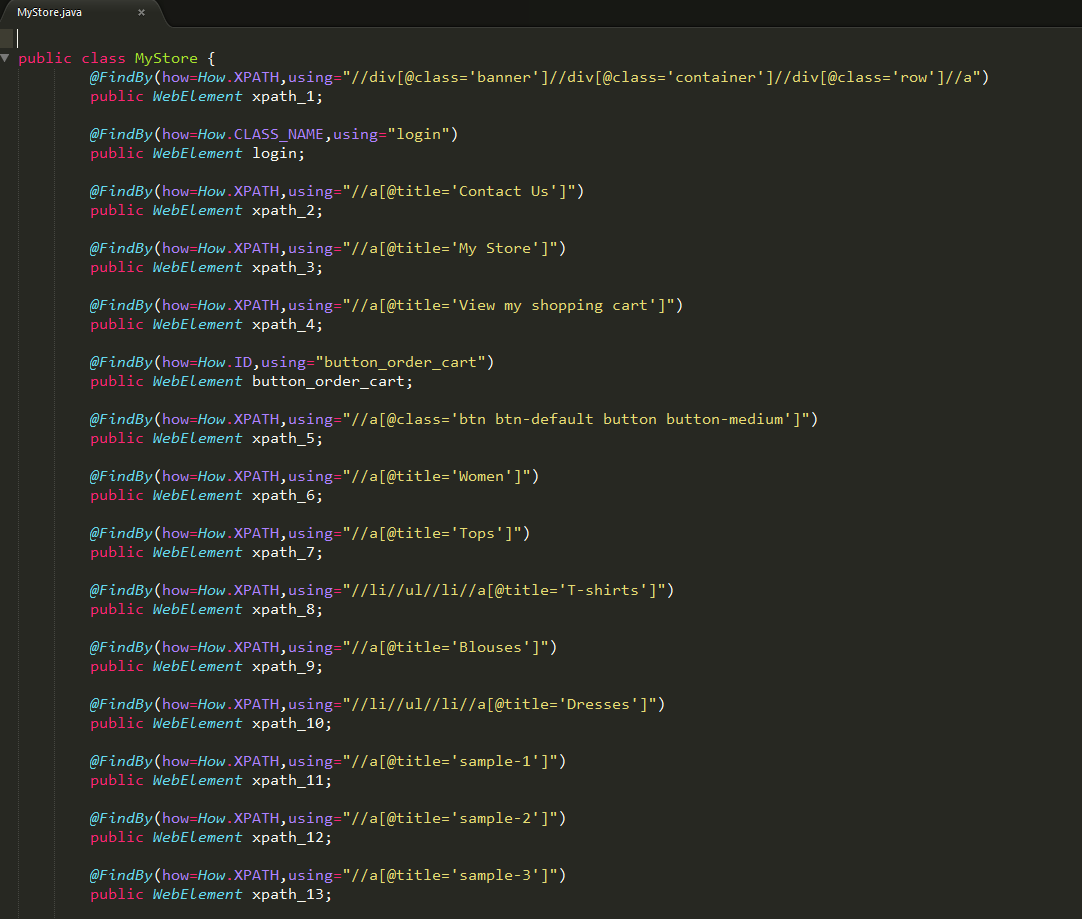 MyStore.java ×
public class MyStore {
@FindBy(how=How.XPATH,using="//div[@class='banner']//div[@class='container']//div[@class='row']//a")
public WebElement xpath_1;
@FindBy(how=How.CLASS_NAME,using="login")
public WebElement login;
@FindBy(how=How.XPATH,using="//a[@title='Contact Us']")
public WebElement xpath_2;
@FindBy(how=How.XPATH,using="//a[@title='My Store']")
public WebElement xpath_3;
@FindBy(how=How.XPATH,using="//a[@title='View my shopping cart']")
public WebElement xpath_4;
@FindBy(how=How.ID,using="button_order_cart")
public WebElement button_order_cart;
@FindBy(how=How.XPATH,using="//a[@class='btn btn-default button button-medium']")
public WebElement xpath_5;
@FindBy(how=How.XPATH,using="//a[@title='Women']")
public WebElement xpath_6;
@FindBy(how=How.XPATH,using="//a[@title='Tops']")
public WebElement xpath_7;
@FindBy(how=How.XPATH,using="//li//ul//li//a[@title='T-shirts']")
public WebElement xpath_8;
@FindBy(how=How.XPATH,using="//a[@title='Blouses']")
public WebElement xpath_9;
@FindBy(how=How.XPATH,using="//li//ul//li//a[@title='Dresses']")
public WebElement xpath_10;
@FindBy(how=How.XPATH,using="//a[@title='sample-1']")
public WebElement xpath_11;
@FindBy(how=How.XPATH,using="//a[@title='sample-2']")
public WebElement xpath_12;
@FindBy(how=How.XPATH,using="//a[@title='sample-3']")
public WebElement xpath_13;